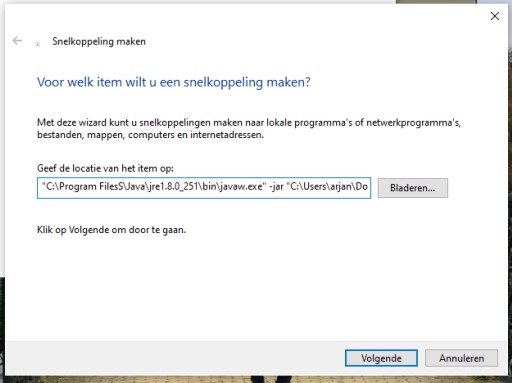 Snelkoppeling maken
Voor welk item wilt u een snelkoppeling maken?
Met deze wizard kunt u snelkoppelingen maken naar lokale programma's of netwerkprogramma's,
bestanden, mappen, computers en internetadressen.
Geef de locatie van het item op:
"C:\Program FilesS\Java\jre1.8.0_251\bin\javaw.exe" -jar "C:\Users\arjan\Do
Bladeren...
Klik op Volgende om door te gaan.
Volgende
Annuleren